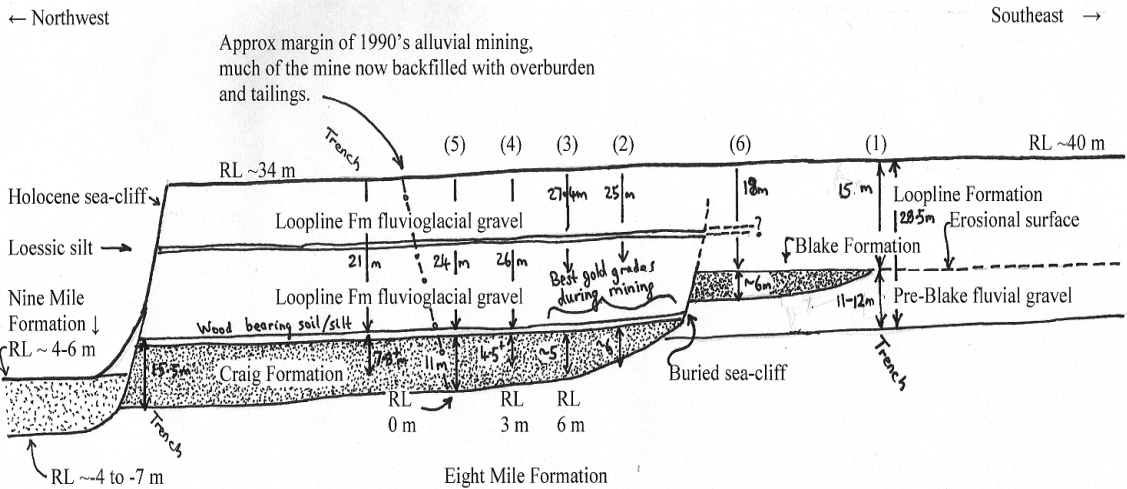 ← Northwest
Southeast →
Approx margin of 1990's alluvial mining,
much of the mine now backfilled with overburden
and tailings.
Trench
(5)
(4)
(3)
(2)
(6)
(1)
RL ~34 m
RL ~40 m
Holocene sea-cliff
27.4m
25 m
18m
15 m
Loopline Formation
28.5m
Loopline Fm fluvioglacial gravel
Erosional surface
?
Loessic silt
Blake Formation
21 m
24 m
26 m
Best gold grades
during mining
~6m
Nine Mile
Formation ↓
Loopline Fm fluvioglacial gravel
11-12m
Pre-Blake fluvial gravel
Wood bearing soil/silt
RL ~ 4-6 m
15.5m
Craig Formation
11 m
4.5+
~5
~6
Buried sea-cliff
Trench
RL
0 m
RL
3 m
RL
6 m
Trench
RL ~-4 to -7 m
Eight Mile Formation